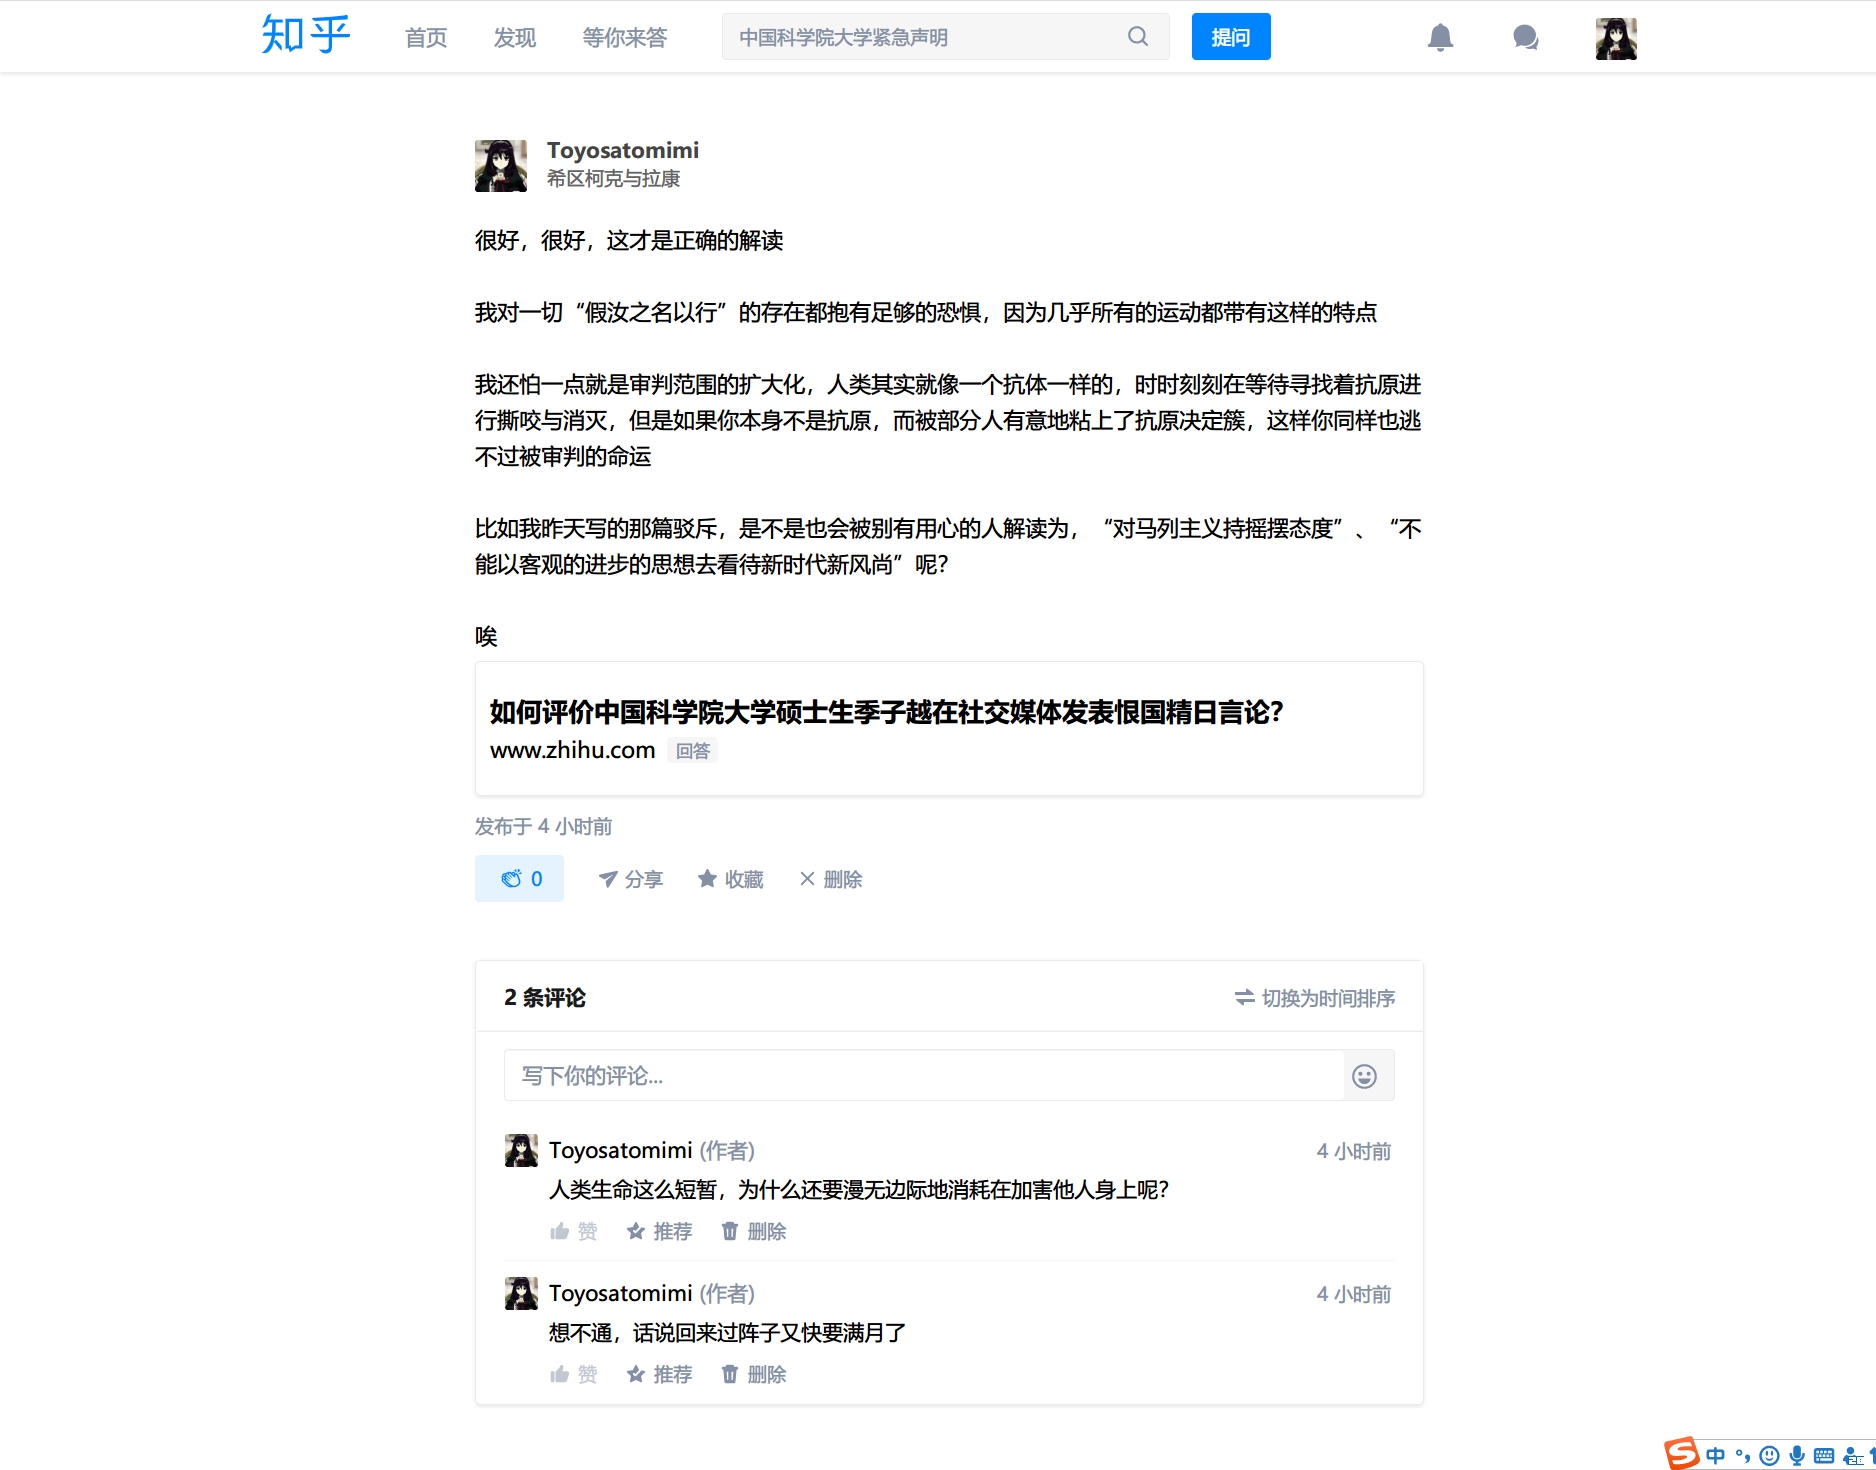 知乎 首页 发现 等你来答 中国科学院大学紧急声明 提问
Toyosatomimi
希区柯克与拉康
很好，很好，这才是正确的解读
我对一切“假汝之名以行”的存在都抱有足够的恐惧，因为几乎所有的运动都带有这样的特点
我还怕一点就是审判范围的扩大化，人类其实就像一个抗体一样的，时时刻刻在等待寻找着抗原进
行撕咬与消灭，但是如果你本身不是抗原，而被部分人有意地粘上了抗原决定簇，这样你同样也逃
不过被审判的命运
比如我昨天写的那篇驳斥，是不是也会被别有用心的人解读为，“对马列主义持摇摆态度”、“不
能以客观的进步的思想去看待新时代新风尚”呢？
唉
如何评价中国科学院大学硕士生季子越在社交媒体发表恨国精日言论？
www.zhihu.com 回答
发布于 4 小时前
0 分享 收藏 删除
2 条评论 切换为时间排序
写下你的评论...
Toyosatomimi (作者) 4 小时前
人类生命这么短暂，为什么还要漫无边际地消耗在加害他人身上呢？
赞 推荐 删除
Toyosatomimi (作者) 4 小时前
想不通，话说回来过阵子又快要满月了
赞 推荐 删除
S 中